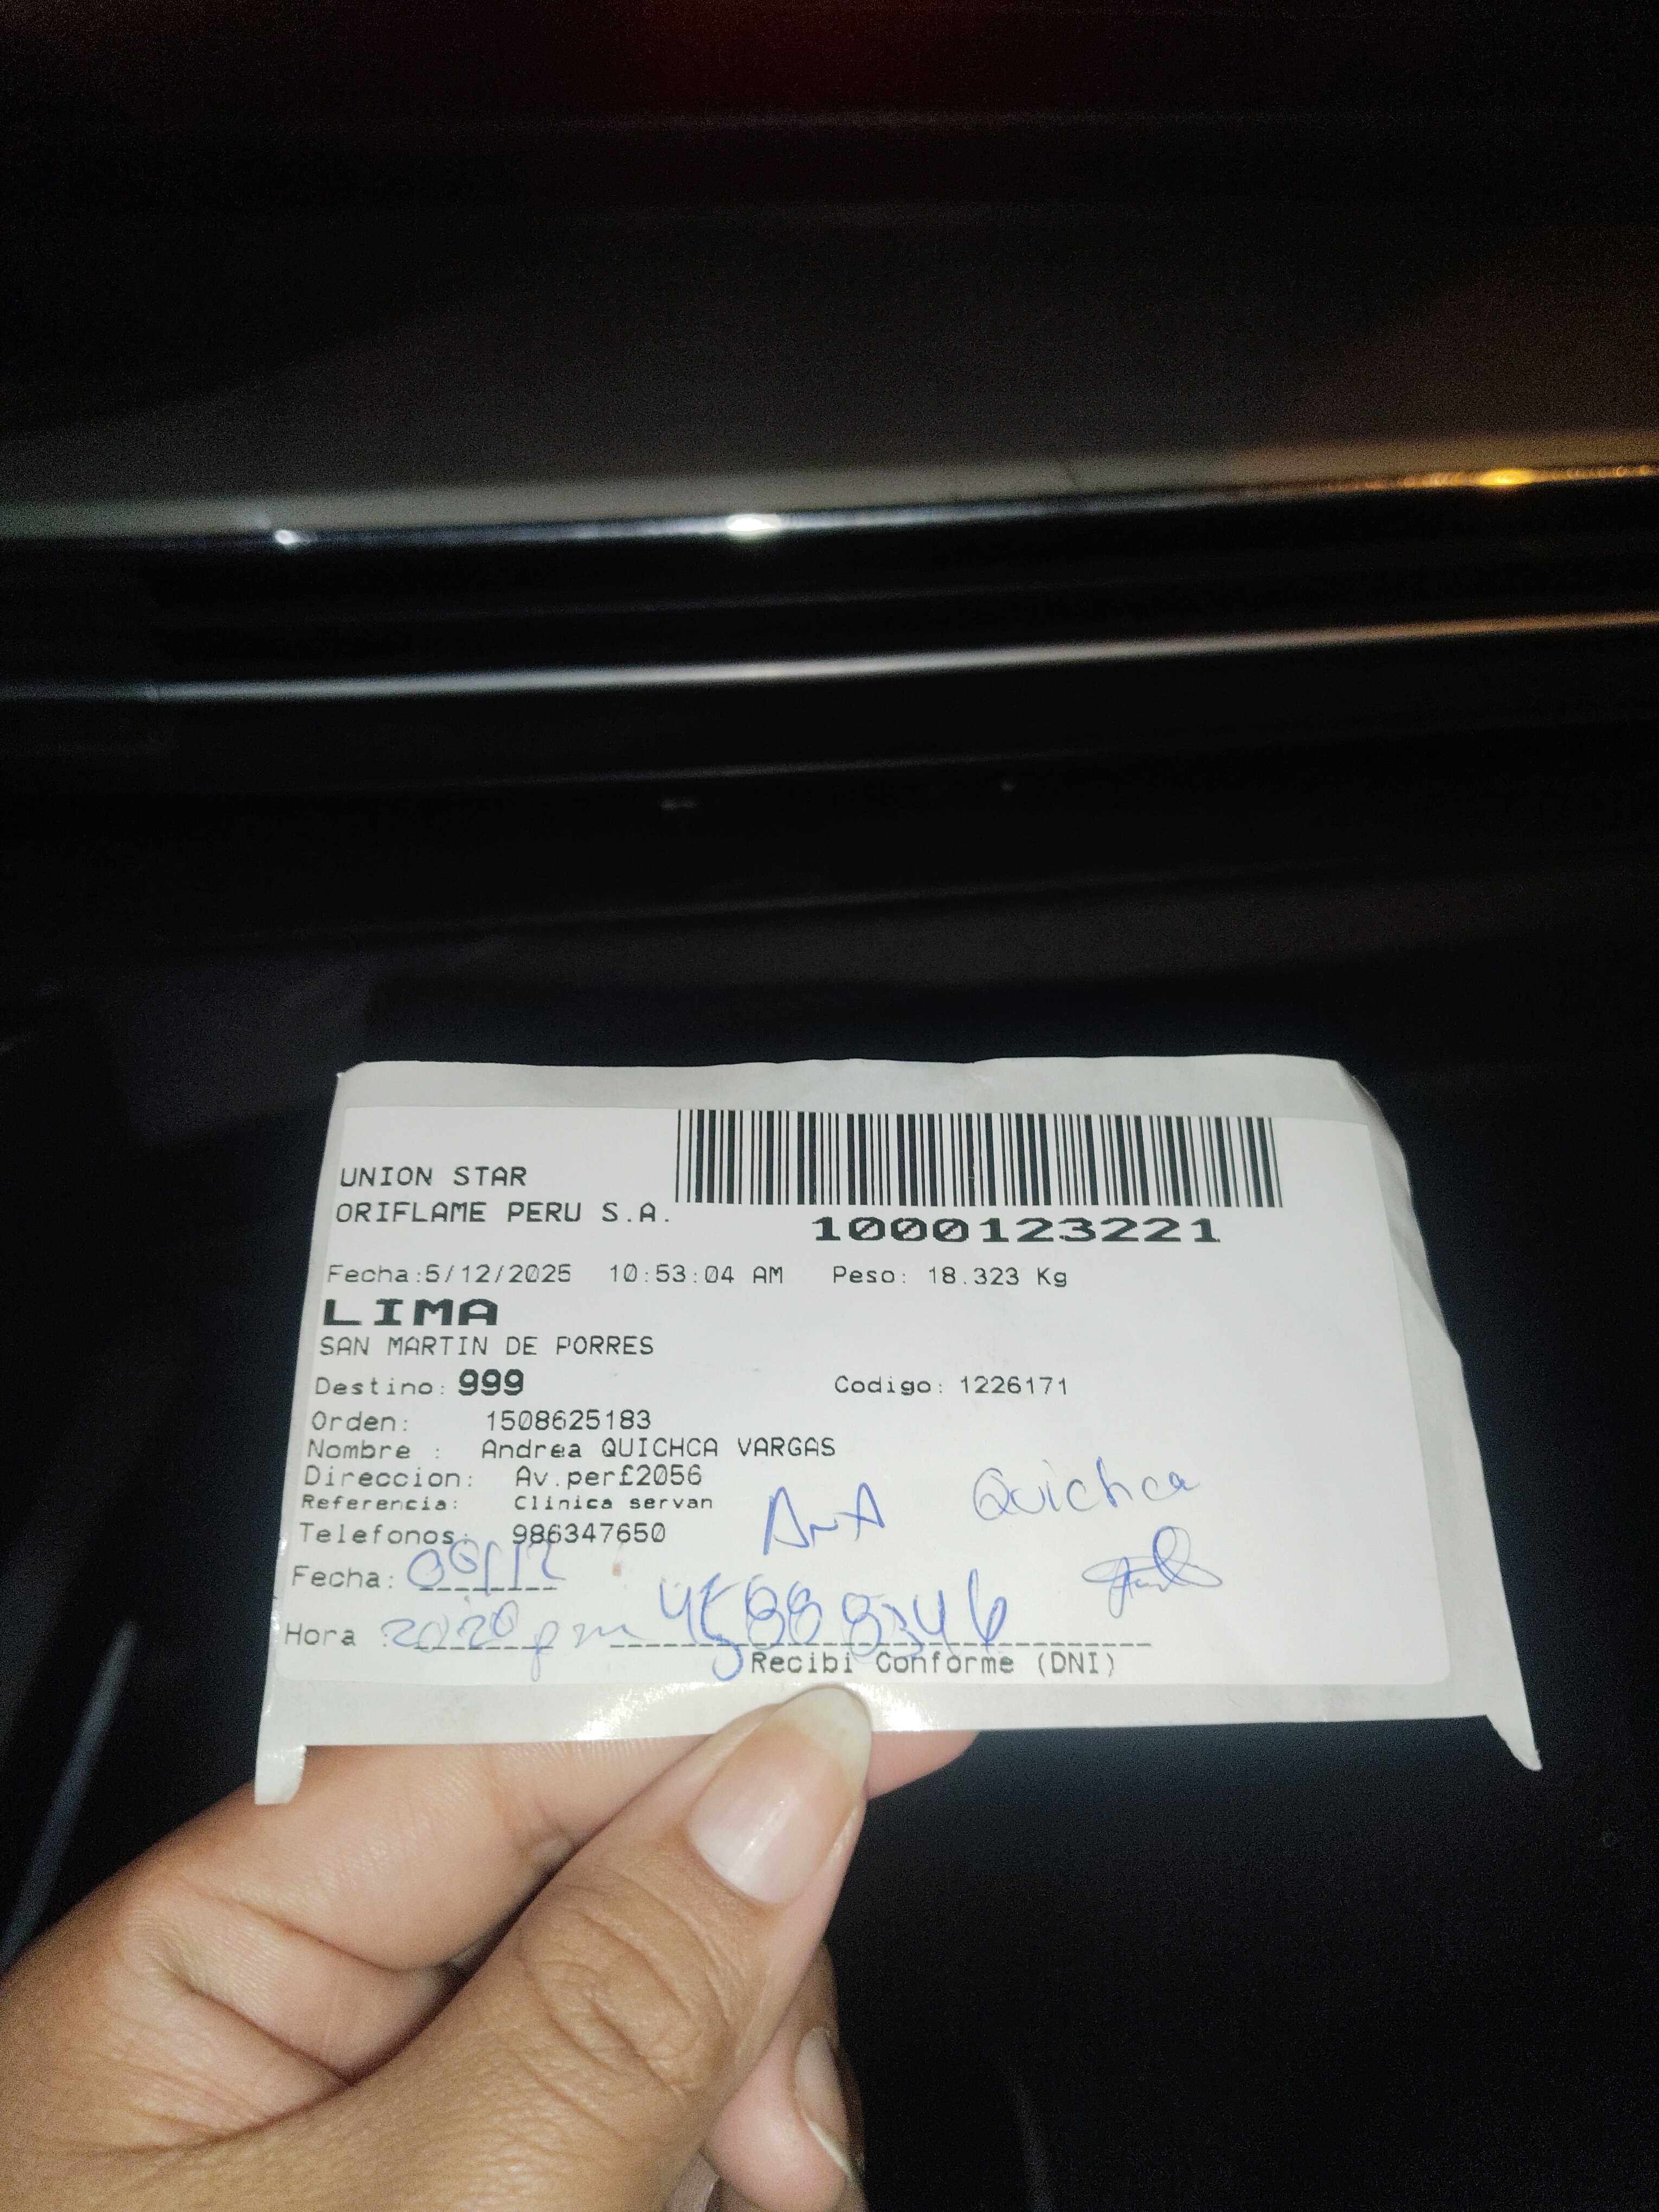 UNION STAR
ORIFLAME PERU S.A.
1000123221
Fecha:5/12/2025 10:53:04 AM Peso: 18.323 Kg
LIMA
SAN MARTIN DE PORRES
Destino: 999 Codigo: 1226171
Orden: 1508625183
Nombre : Andrea QUICHCA VARGAS
Direccion: Av.per£2056
Referencia: Clinica servan
AnA Quichca
Telefonos: 986347650
Fecha: 06/12
Hora : 20:20 pm 45888346
Recibi Conforme (DNI)